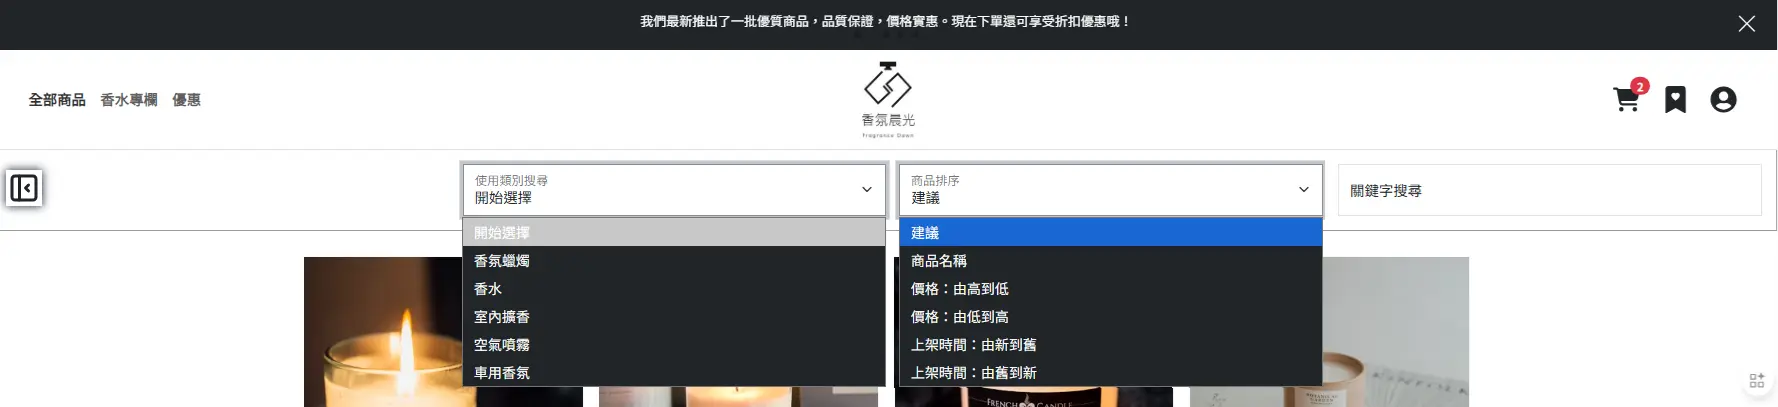 我們最新推出了一批優質商品，品質保證，價格實惠。現在下單還可享受折扣優惠哦！
全部商品 香水專欄 優惠
香氛晨光
Fragrance Dawn
2
使用類別搜尋
開始選擇
商品排序
建議
關鍵字搜尋
開始選擇
香氛蠟燭
香水
室內擴香
空氣噴霧
車用香氛
建議
商品名稱
價格：由高到低
價格：由低到高
上架時間：由新到舊
上架時間：由舊到新
FRENCH CANDLE